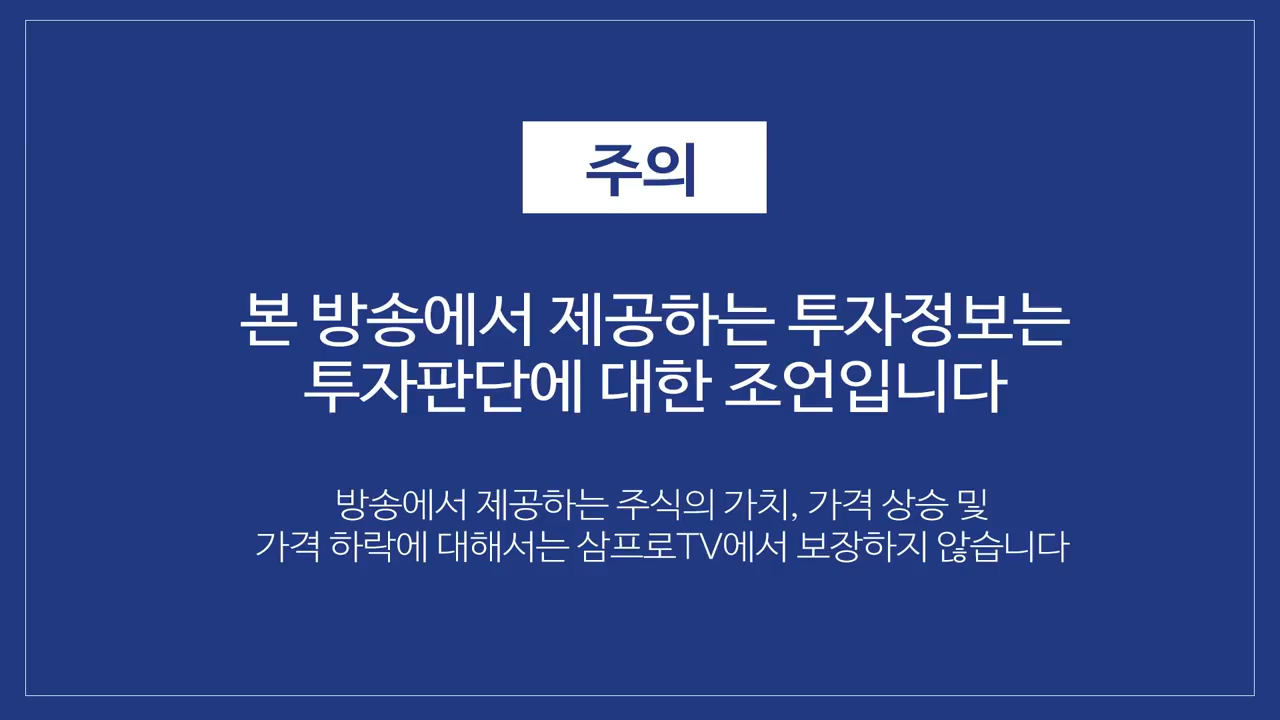 주의
본 방송에서 제공하는 투자정보는
투자판단에 대한 조언입니다
방송에서 제공하는 주식의 가치, 가격 상승 및
가격 하락에 대해서는 삼프로TV에서 보장하지 않습니다